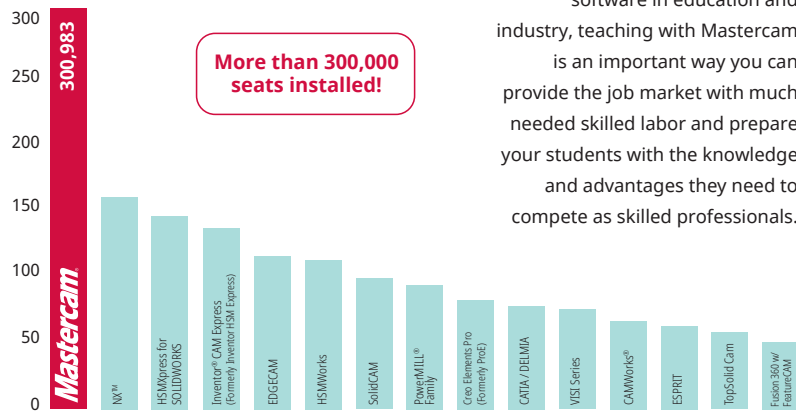 software in education and
industry, teaching with Mastercam
is an important way you can
provide the job market with much
needed skilled labor and prepare
your students with the knowledge
and advantages they need to
compete as skilled professionals.
More than 300,000
seats installed!
300
250
200
150
100
50
0
300,983
Mastercam.
NX™
HSMXpress for
SOLIDWORKS
Inventor® CAM Express
(Formerly Inventor HSM Express)
EDGECAM
HSMWorks
SolidCAM
PowerMILL®
Family
Creo Elements Pro
(Formerly ProE)
CATIA / DELMIA
VISI Series
CAMWorks®
ESPRIT
TopSolid Cam
Fusion 360 w/
FeatureCAM